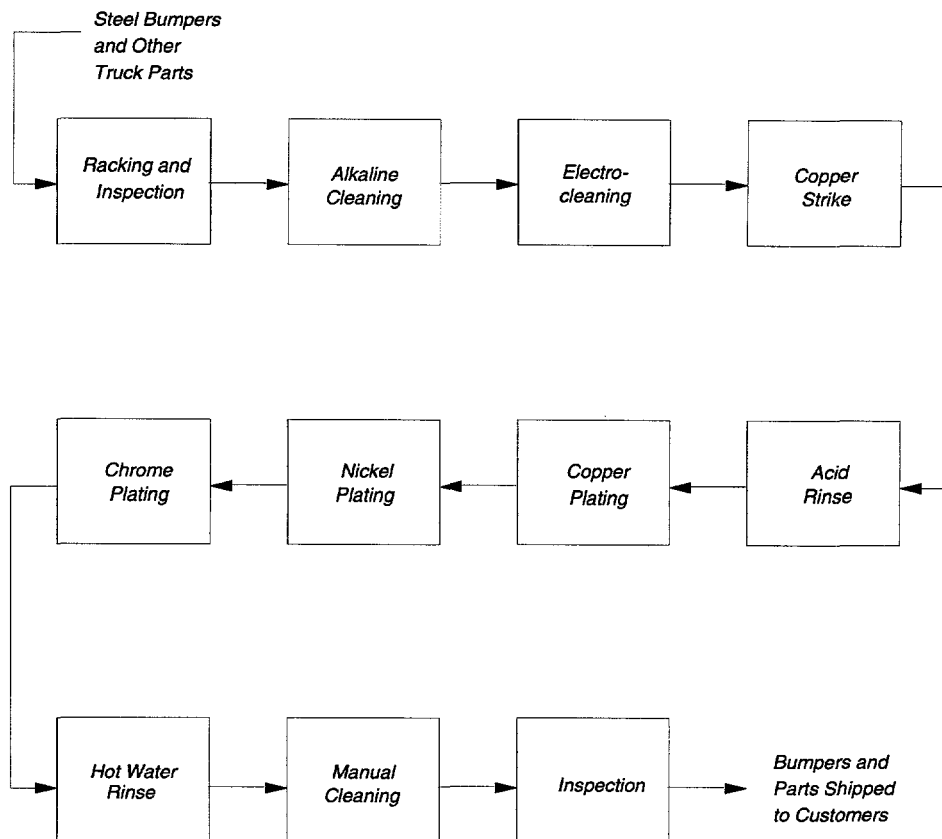 Steel Bumpers
and Other
Truck Parts
Racking and
Inspection
Alkaline
Cleaning
Electro-
cleaning
Copper
Strike
Acid
Rinse
Copper
Plating
Nickel
Plating
Chrome
Plating
Hot Water
Rinse
Manual
Cleaning
Inspection
Bumpers and
Parts Shipped
to Customers